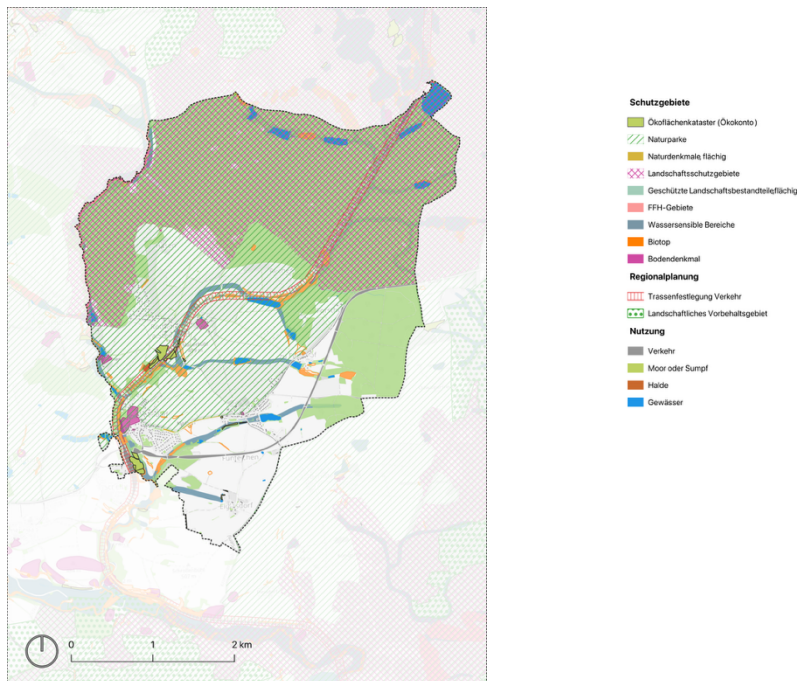 Schutzgebiete
Ökoflächenkataster (Ökokonto)
Naturparke
Naturdenkmale, flächig
Landschaftsschutzgebiete
Geschützte Landschaftsbestandteile,flächig
FFH-Gebiete
Wassersensible Bereiche
Biotop
Bodendenkmal
Regionalplanung
Trassenfestlegung Verkehr
Landschaftliches Vorbehaltsgebiet
Nutzung
Verkehr
Moor oder Sumpf
Halde
Gewässer
0 1 2 km